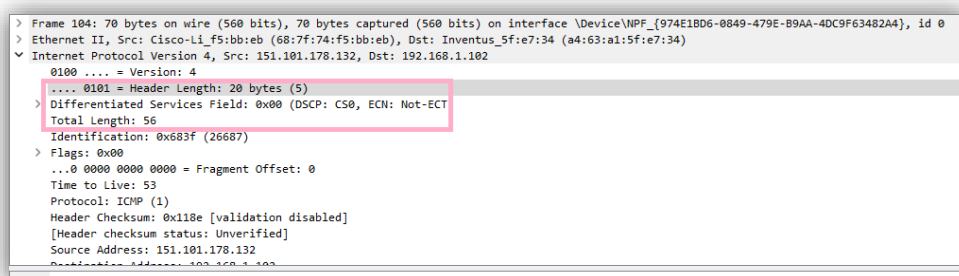 > Frame 104: 70 bytes on wire (560 bits), 70 bytes captured (560 bits) on interface \Device\NPF_{974E1BD6-0849-479E-B9AA-4DC9F63482A4}, id 0
> Ethernet II, Src: Cisco-Li_f5:bb:eb (68:7f:74:f5:bb:eb), Dst: Inventus_5f:e7:34 (a4:63:a1:5f:e7:34)
Internet Protocol Version 4, Src: 151.101.178.132, Dst: 192.168.1.102
0100 .... = Version: 4
.... 0101 = Header Length: 20 bytes (5)
> Differentiated Services Field: 0x00 (DSCP: CS0, ECN: Not-ECT
Total Length: 56
Identification: 0x683f (26687)
> Flags: 0x00
...0 0000 0000 0000 = Fragment Offset: 0
Time to Live: 53
Protocol: ICMP (1)
Header Checksum: 0x118e [validation disabled]
[Header checksum status: Unverified]
Source Address: 151.101.178.132
Destination Address: 192.168.1.102